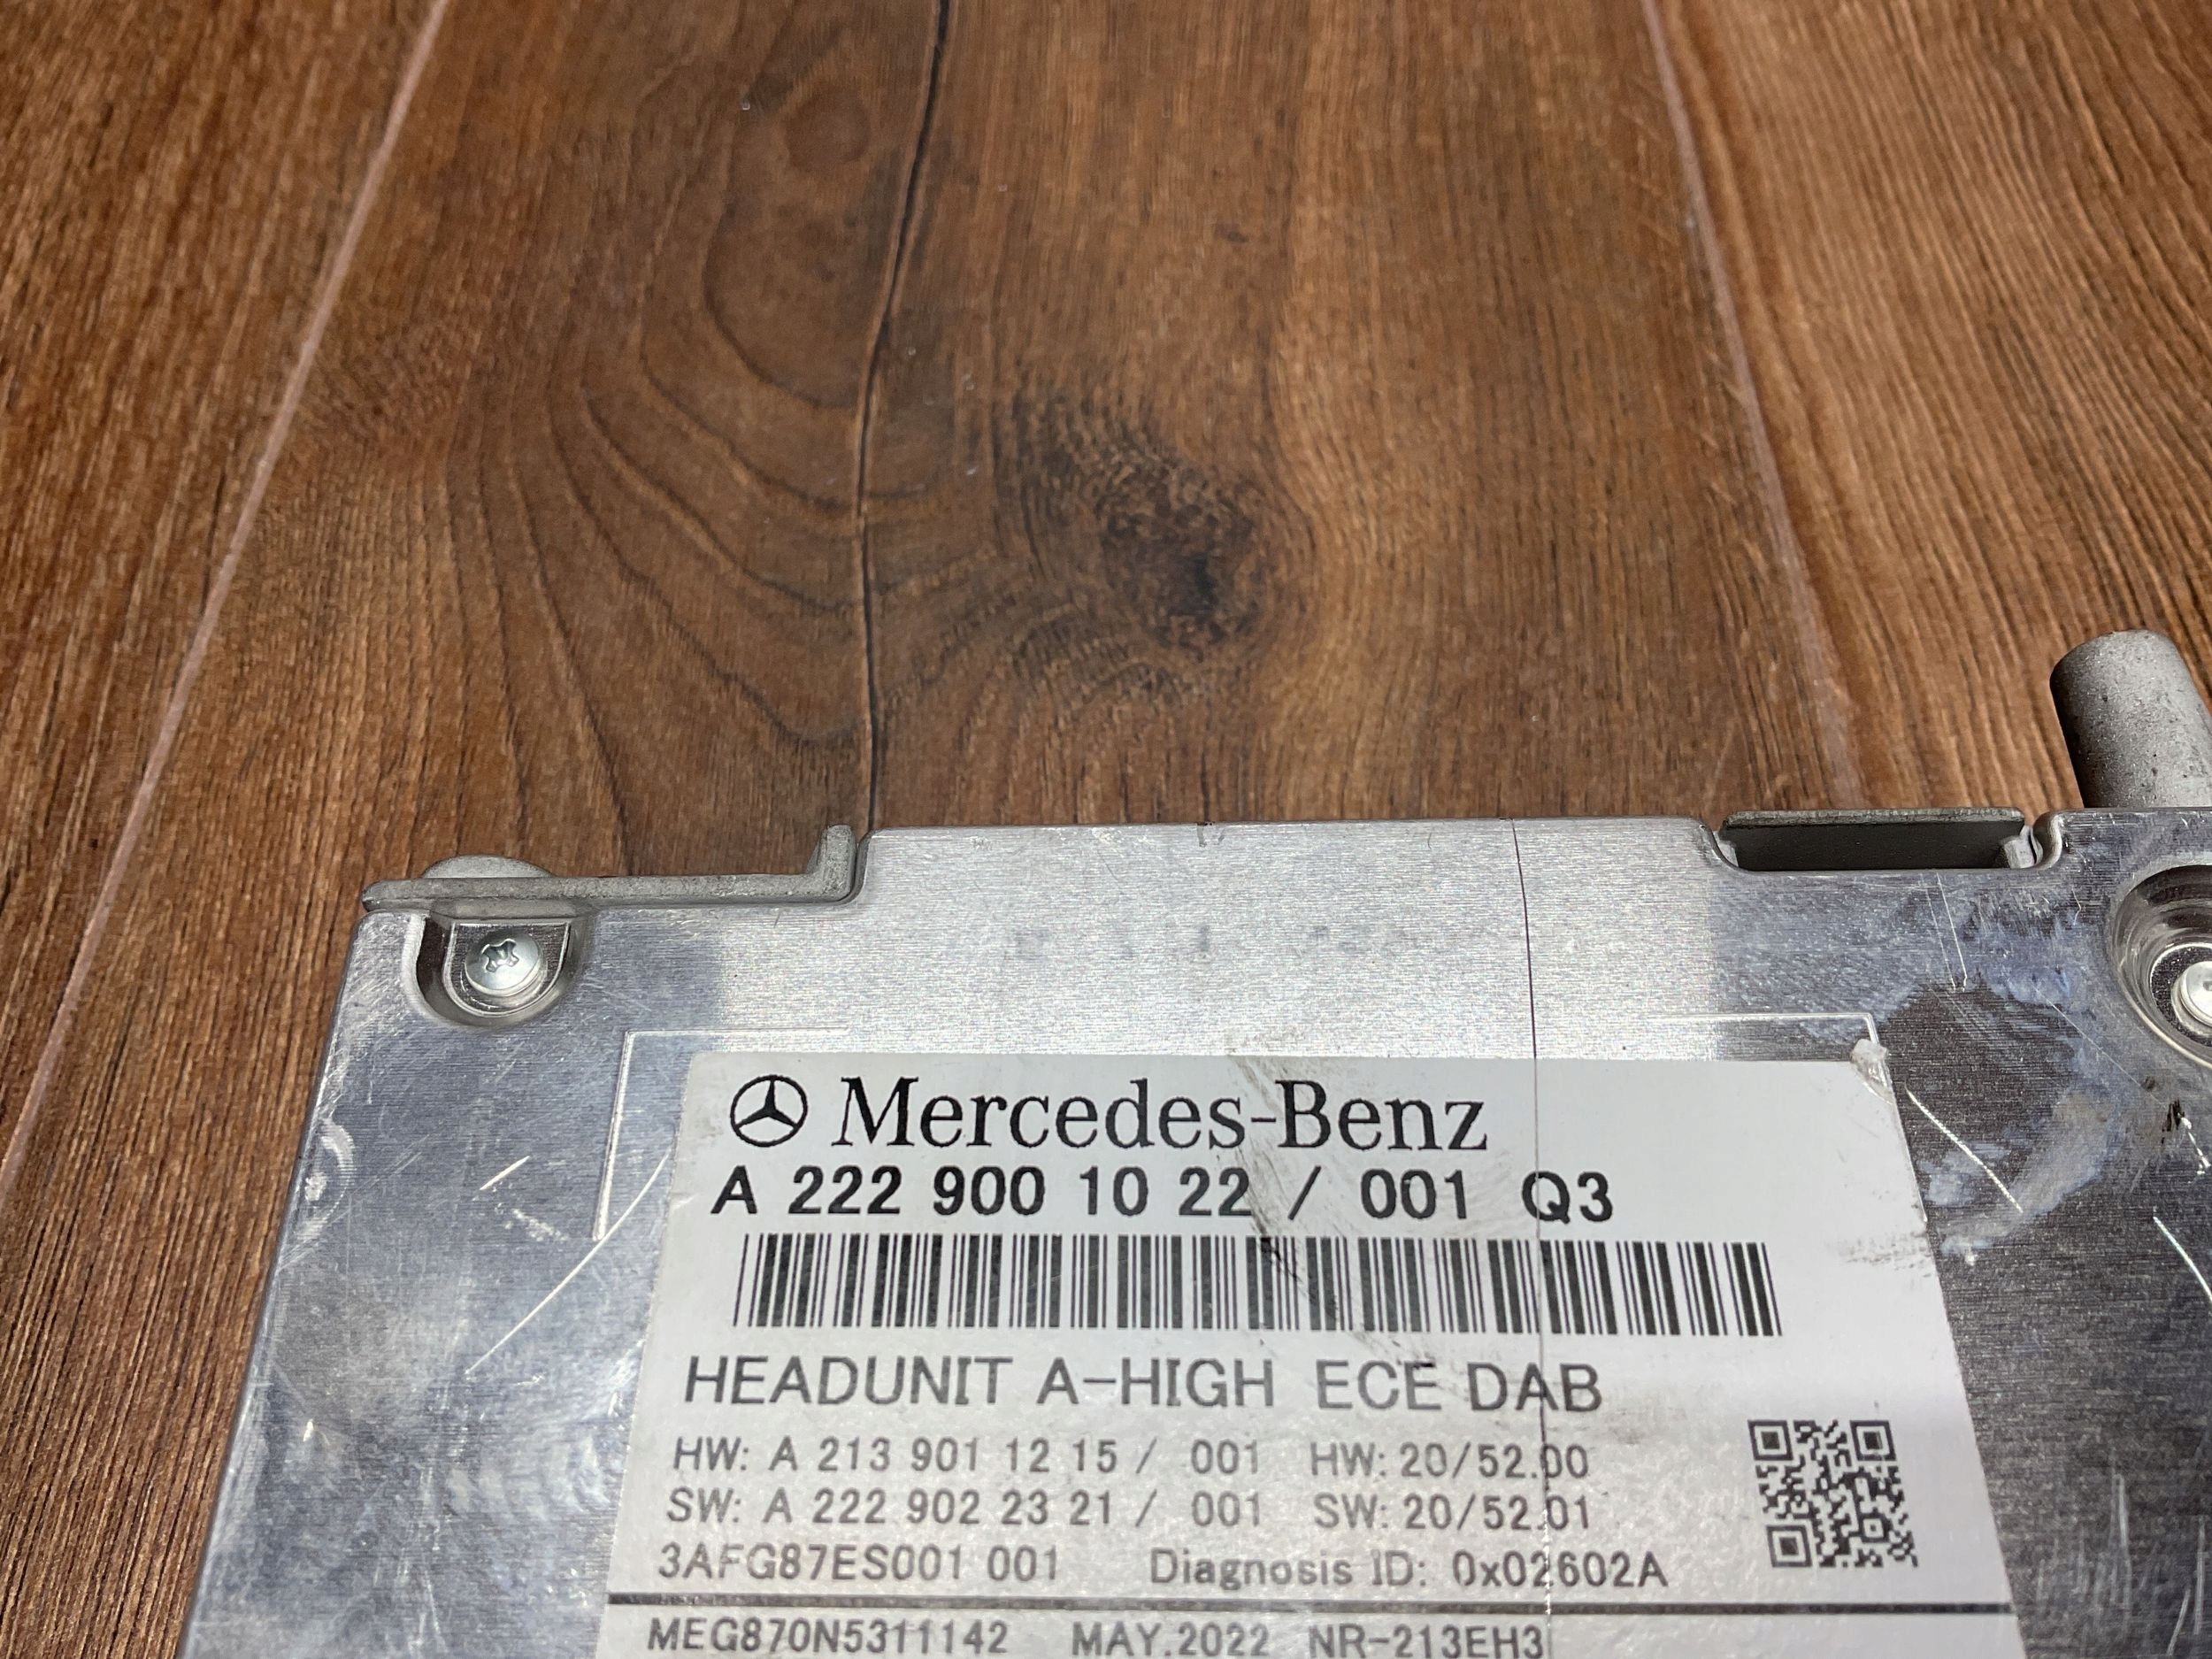 Mercedes-Benz
A 222 900 10 22 / 001 Q3
HEADUNIT A-HIGH ECE DAB
HW: A 213 901 12 15 / 001 HW: 20/52.00
SW: A 222 902 23 21 / 001 SW: 20/52.01
3AFG87ES001 001 Diagnosis ID: 0x02602A
MEG870N5311142 MAY.2022 NR-213EH3